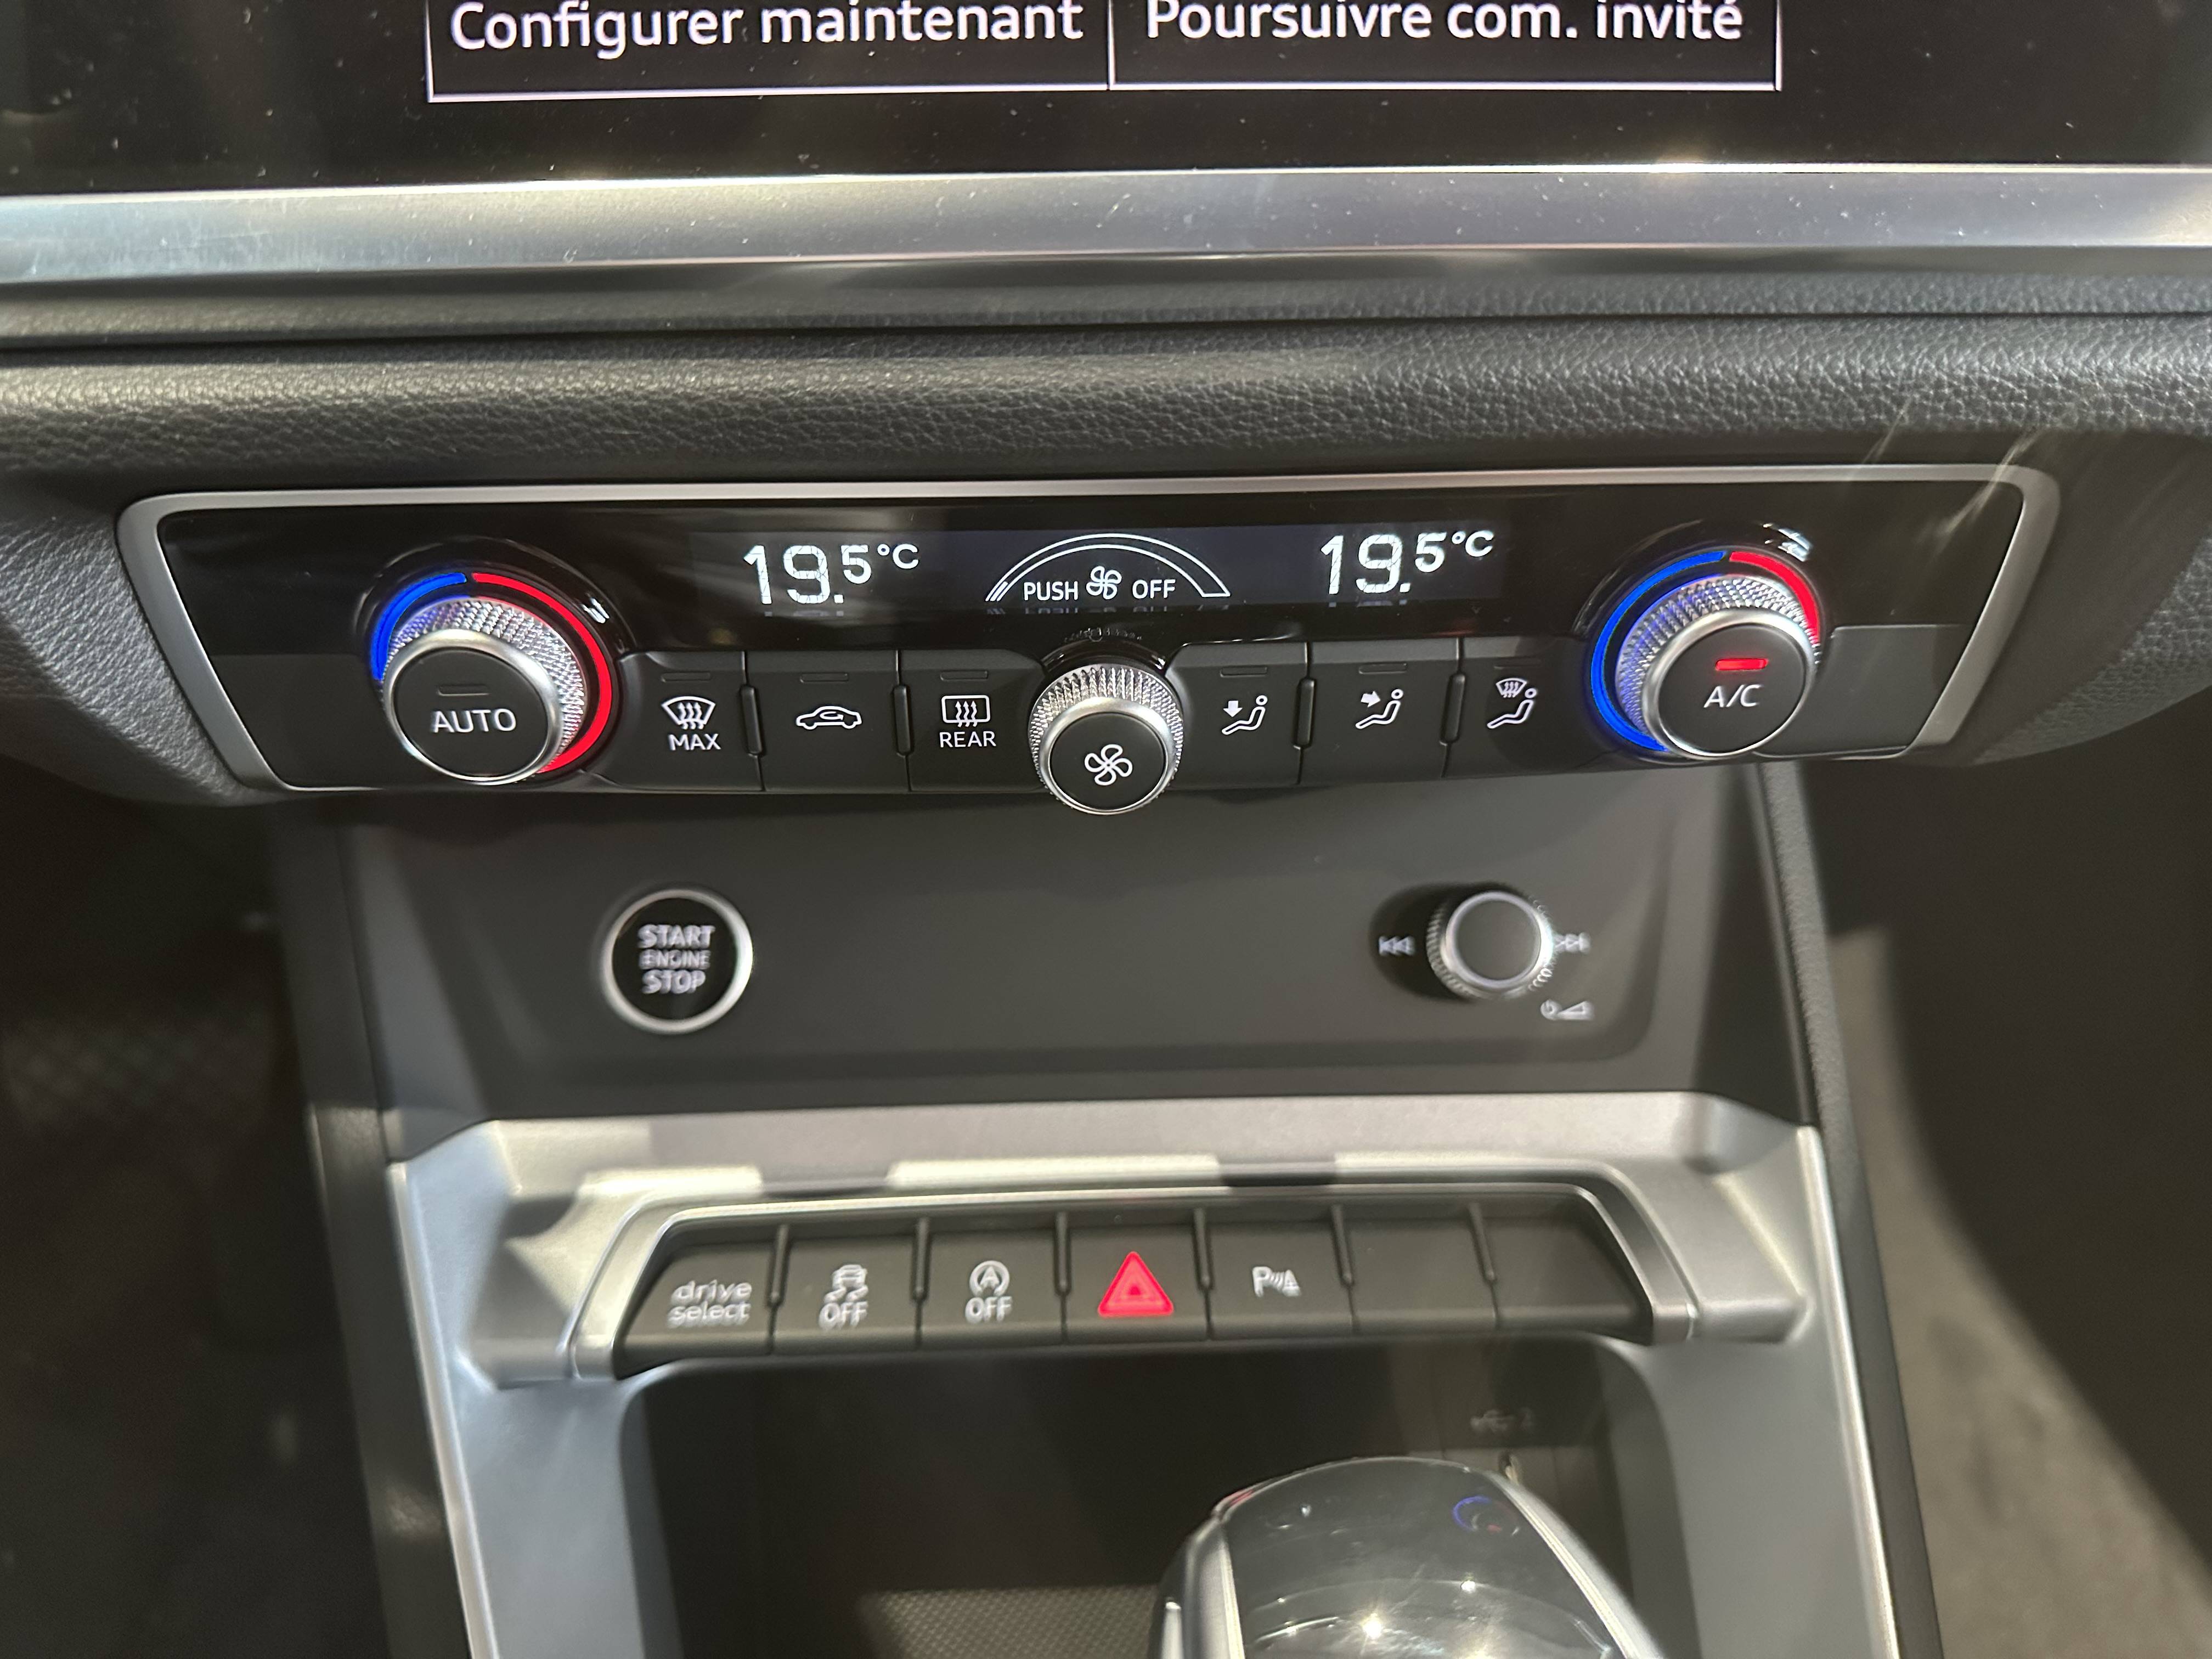 Configurer maintenant
Poursuivre com. invité
19.5°C
PUSH OFF
19.5°C
AUTO
MAX
REAR
A/C
START
ENGINE
STOP
drive
select
OFF
A
OFF
P